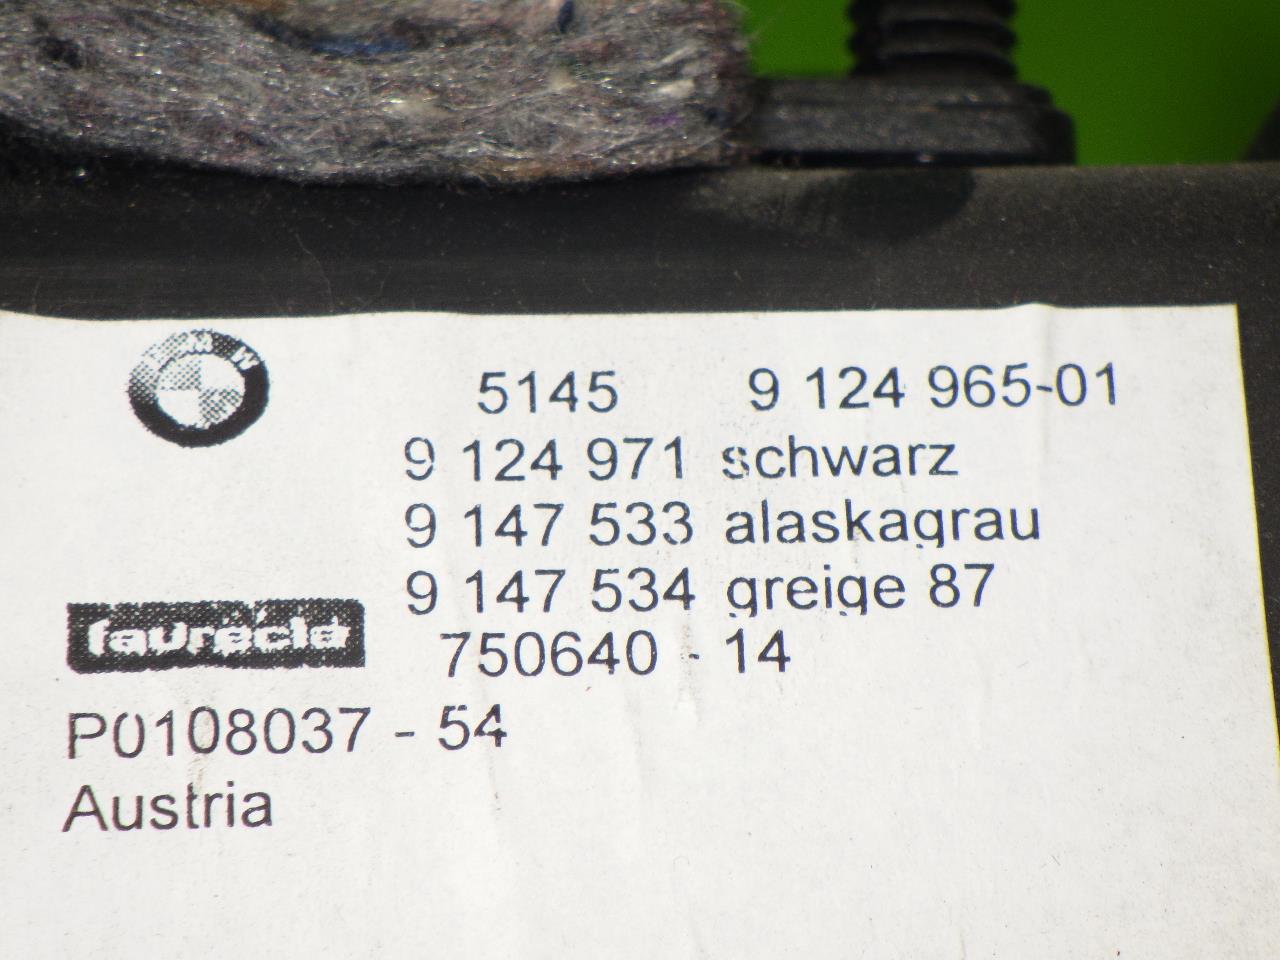 BMW
5145 9 124 965-01
9 124 971 schwarz
9 147 533 alaskagrau
9 147 534 greige 87
faurecia
750640 - 14
P0108037 - 54
Austria